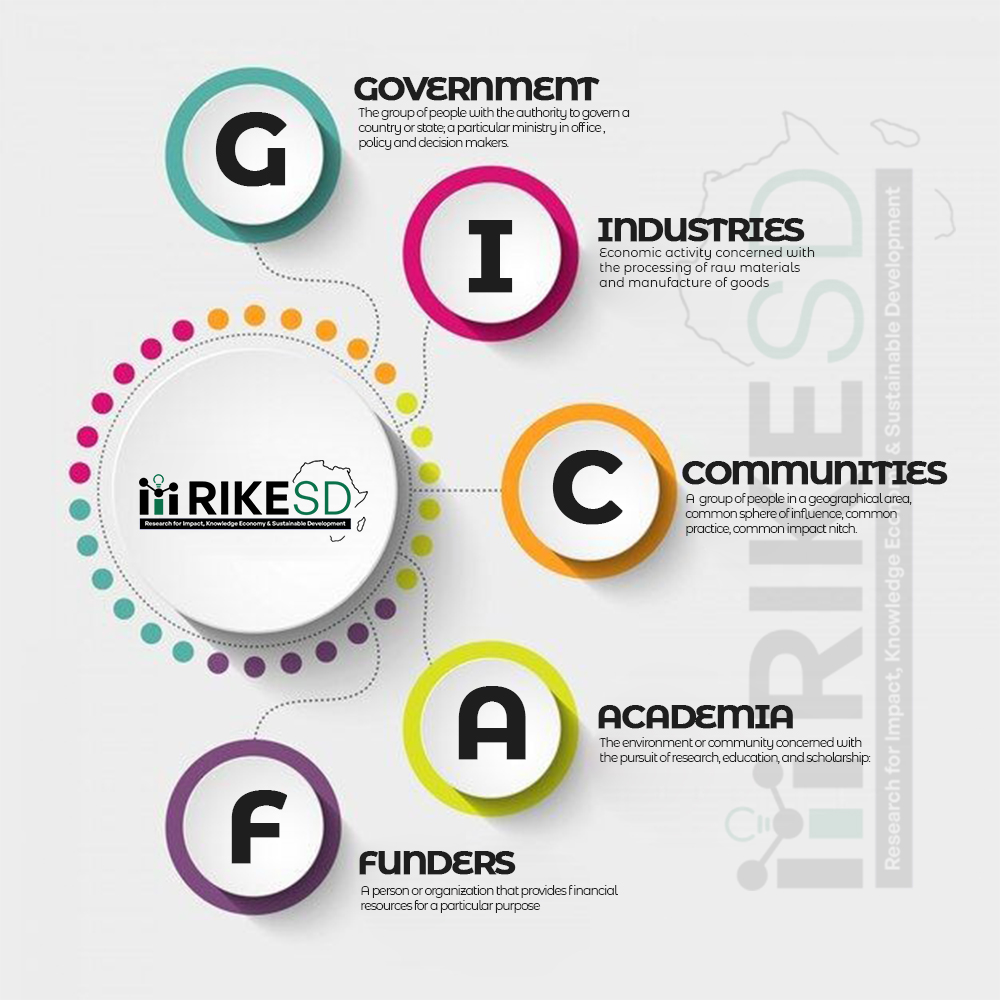 G
GOVERNMENT
The group of people with the authority to govern a
country or state; a particular ministry in office,
policy and decision makers.
I
INDUSTRIES
Economic activity concerned with
the processing of raw materials
and manufacture of goods
RIKESD
Research for Impact, Knowledge Economy & Sustainable Development
C
COMMUNITIES
A group of people in a geographical area,
common sphere of influence, common
practice, common impact nitch.
A
ACADEMIA
The environment or community concerned with
the pursuit of research, education, and scholarship:
F
FUNDERS
A person or organization that provides financial
resources for a particular purpose
RIKESD
Research for Impact, Knowledge Economy & Sustainable Development